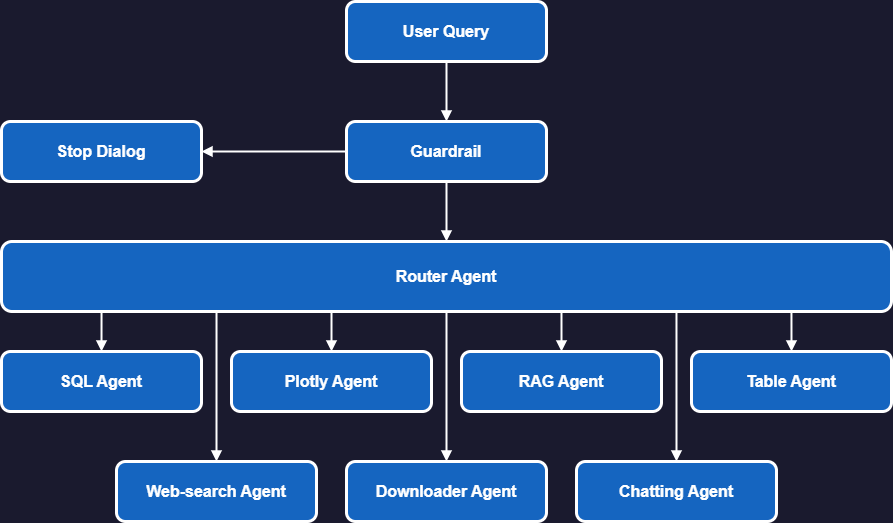 User Query
Stop Dialog
Guardrail
Router Agent
SQL Agent
Plotly Agent
RAG Agent
Table Agent
Web-search Agent
Downloader Agent
Chatting Agent